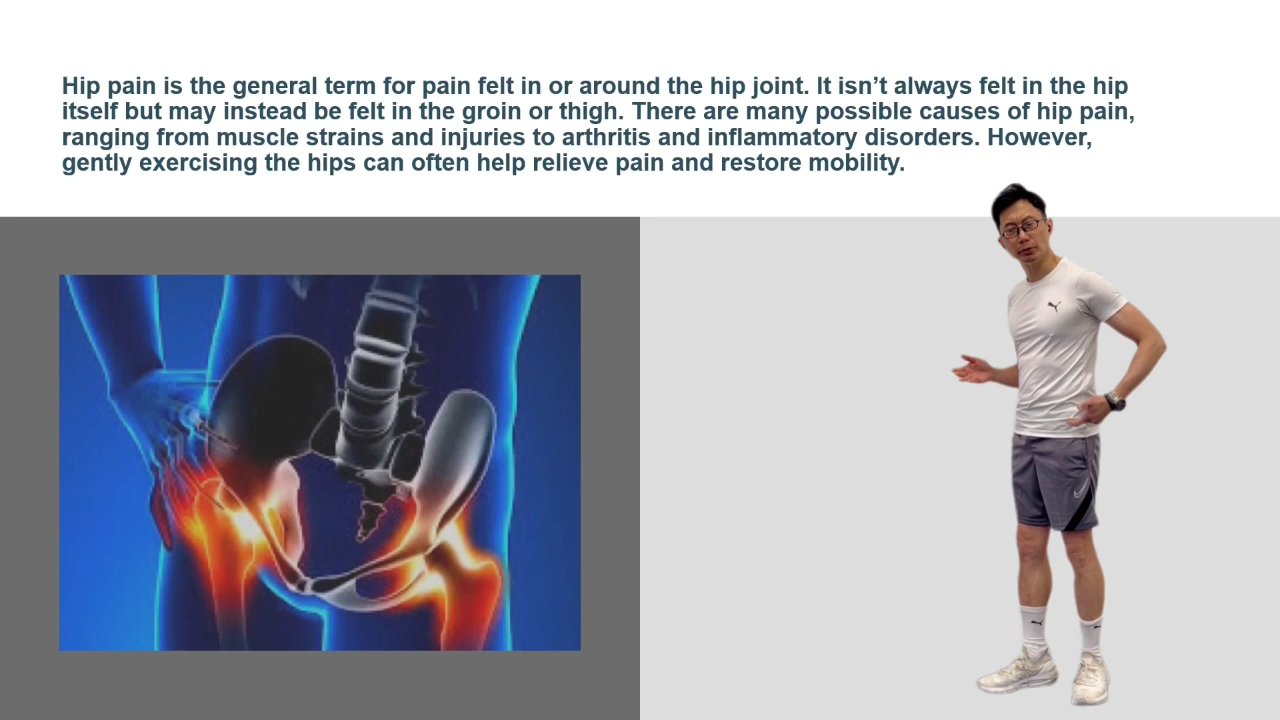 Hip pain is the general term for pain felt in or around the hip joint. It isn’t always felt in the hip
itself but may instead be felt in the groin or thigh. There are many possible causes of hip pain,
ranging from muscle strains and injuries to arthritis and inflammatory disorders. However,
gently exercising the hips can often help relieve pain and restore mobility.